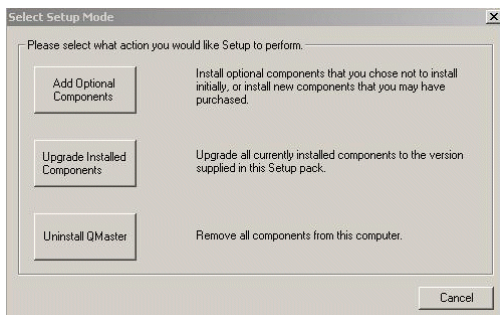 Select Setup Mode
Please select what action you would like Setup to perform.
Add Optional
Components
Install optional components that you chose not to install
initially, or install new components that you may have
purchased.
Upgrade Installed
Components
Upgrade all currently installed components to the version
supplied in this Setup pack.
Uninstall QMaster
Remove all components from this computer.
Cancel